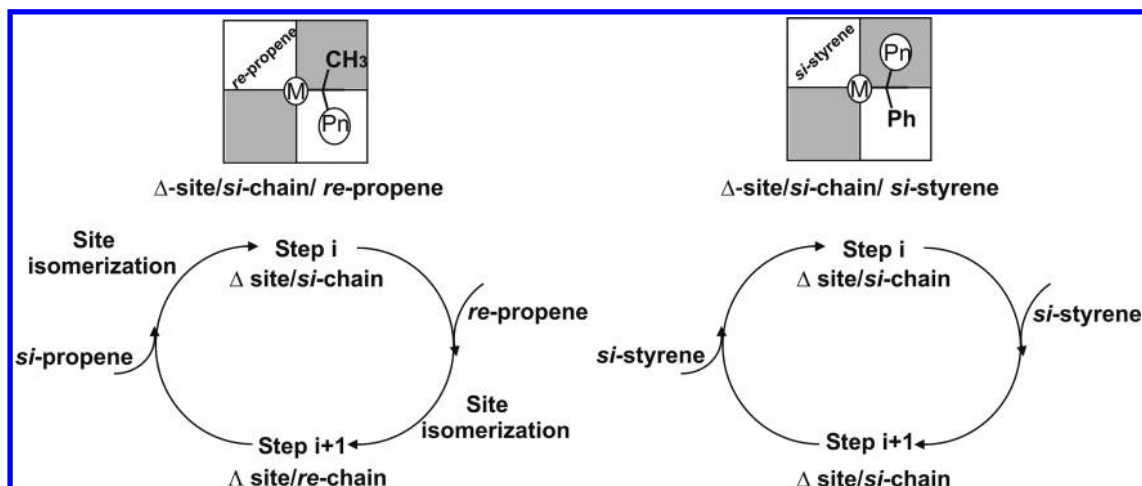 re-propene
CH3
M
Pn
Δ-site/si-chain/ re-propene
Site
isomerization
Step i
Δ site/si-chain
re-propene
si-propene
Site
isomerization
Step i+1
Δ site/re-chain
si-styrene
Pn
M
Ph
Δ-site/si-chain/ si-styrene
Step i
Δ site/si-chain
si-styrene
si-styrene
Step i+1
Δ site/si-chain